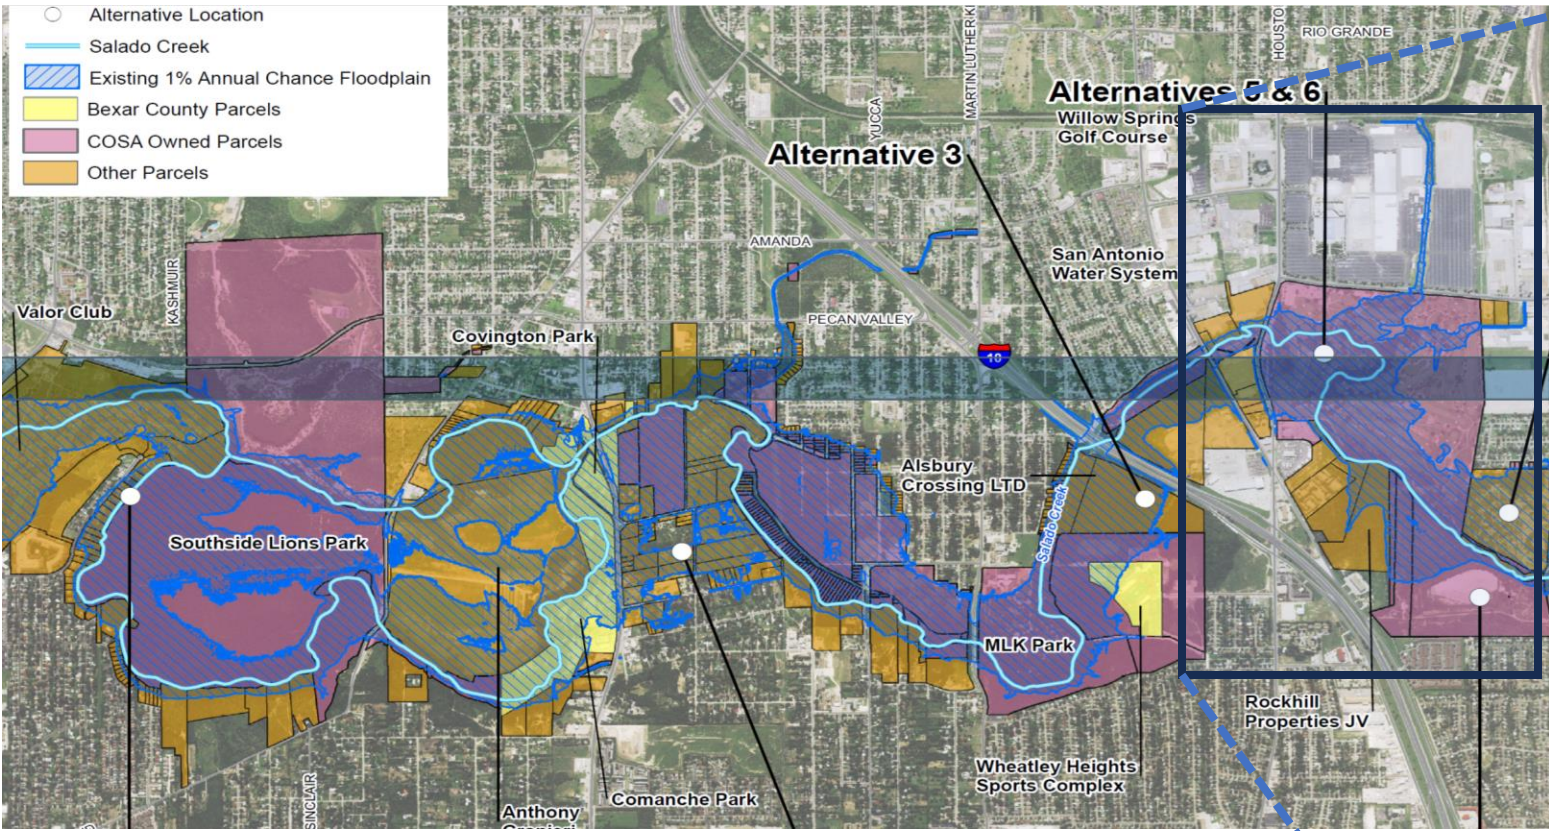 Alternative Location
Salado Creek
Existing 1% Annual Chance Floodplain
Bexar County Parcels
COSA Owned Parcels
Other Parcels
MARTIN LUTHER K
HOUSTO
RIO GRANDE
Alternatives 5 & 6
Willow Springs
Golf Course
YUCCA
Alternative 3
AMANDA
San Antonio
Water System
KASHMUIR
Valor Club
PECAN VALLEY
Covington Park
10
Alsbury
Crossing LTD
Salado Creek
Southside Lions Park
MLK Park
Rockhill
Properties JV
Wheatley Heights
Sports Complex
SINCLAIR
Comanche Park
Anthony